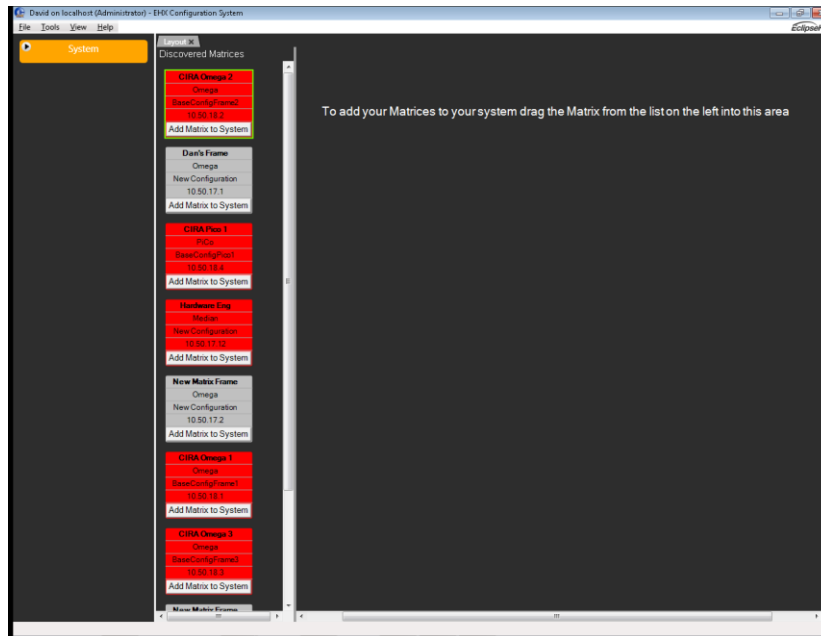 David on localhost (Administrator) - EHX Configuration System
File Tools View Help
System
Layout X
Discovered Matrices
CIRA Omega 2
Omega
BaseConfigFrame2
10.50.18.2
Add Matrix to System
Dan's Frame
Omega
New Configuration
10.50.17.1
Add Matrix to System
CIRA Pico 1
PiCo
BaseConfigPico1
10.50.18.4
Add Matrix to System
Hardware Eng
Median
New Configuration
10.50.17.12
Add Matrix to System
New Matrix Frame
Omega
New Configuration
10.50.17.2
Add Matrix to System
CIRA Omega 1
Omega
BaseConfigFrame1
10.50.18.1
Add Matrix to System
CIRA Omega 3
Omega
BaseConfigFrame3
10.50.18.3
Add Matrix to System
New Matrix Frame
To add your Matrices to your system drag the Matrix from the list on the left into this area